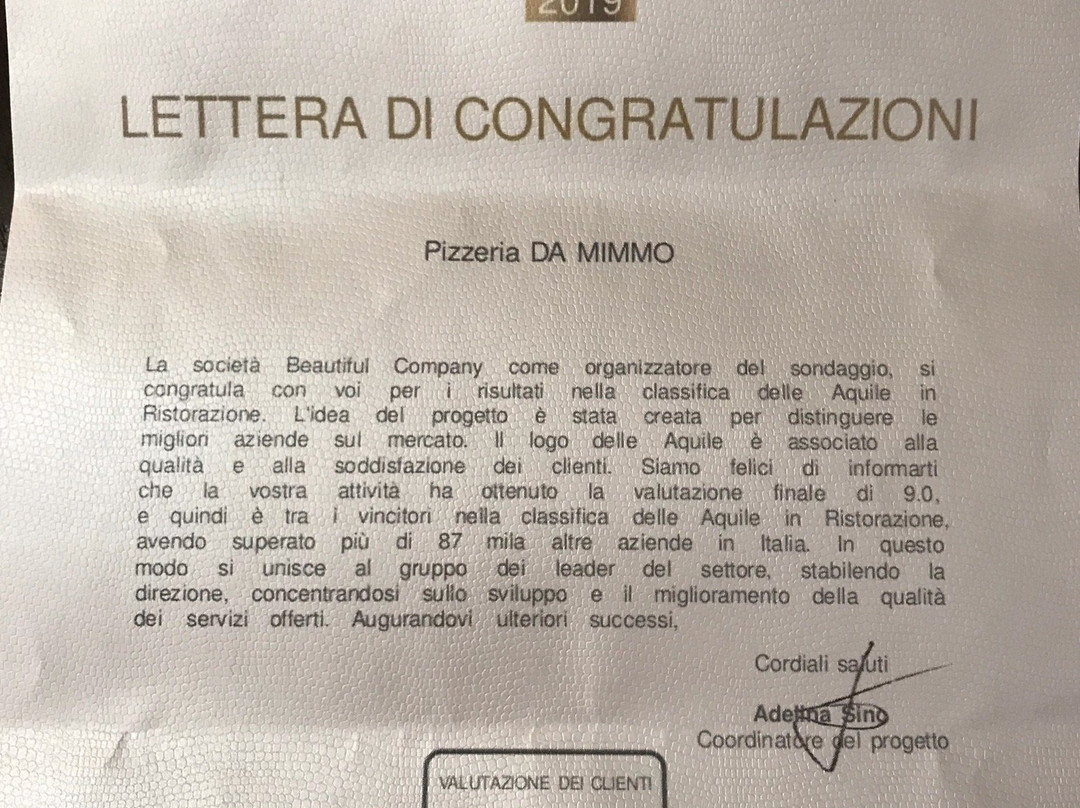 2019
LETTERA DI CONGRATULAZIONI
Pizzeria DA MIMMO
La società Beautiful Company come organizzatore del sondaggio, si
congratula con voi per i risultati nella classifica delle Aquile in
Ristorazione. L'idea del progetto è stata creata per distinguere le
migliori aziende sul mercato. Il logo delle Aquile è associato alla
qualità e alla soddisfazione dei clienti. Siamo felici di informarti
che la vostra attività ha ottenuto la valutazione finale di 9.0,
e quindi è tra i vincitori nella classifica delle Aquile in Ristorazione,
avendo superato più di 87 mila altre aziende in Italia. In questo
modo si unisce al gruppo dei leader del settore, stabilendo la
direzione, concentrandosi sullo sviluppo e il miglioramento della qualità
dei servizi offerti. Augurandovi ulteriori successi,
Cordiali saluti
Adelina Sino
Coordinatore del progetto
VALUTAZIONE DEI CLIENTI